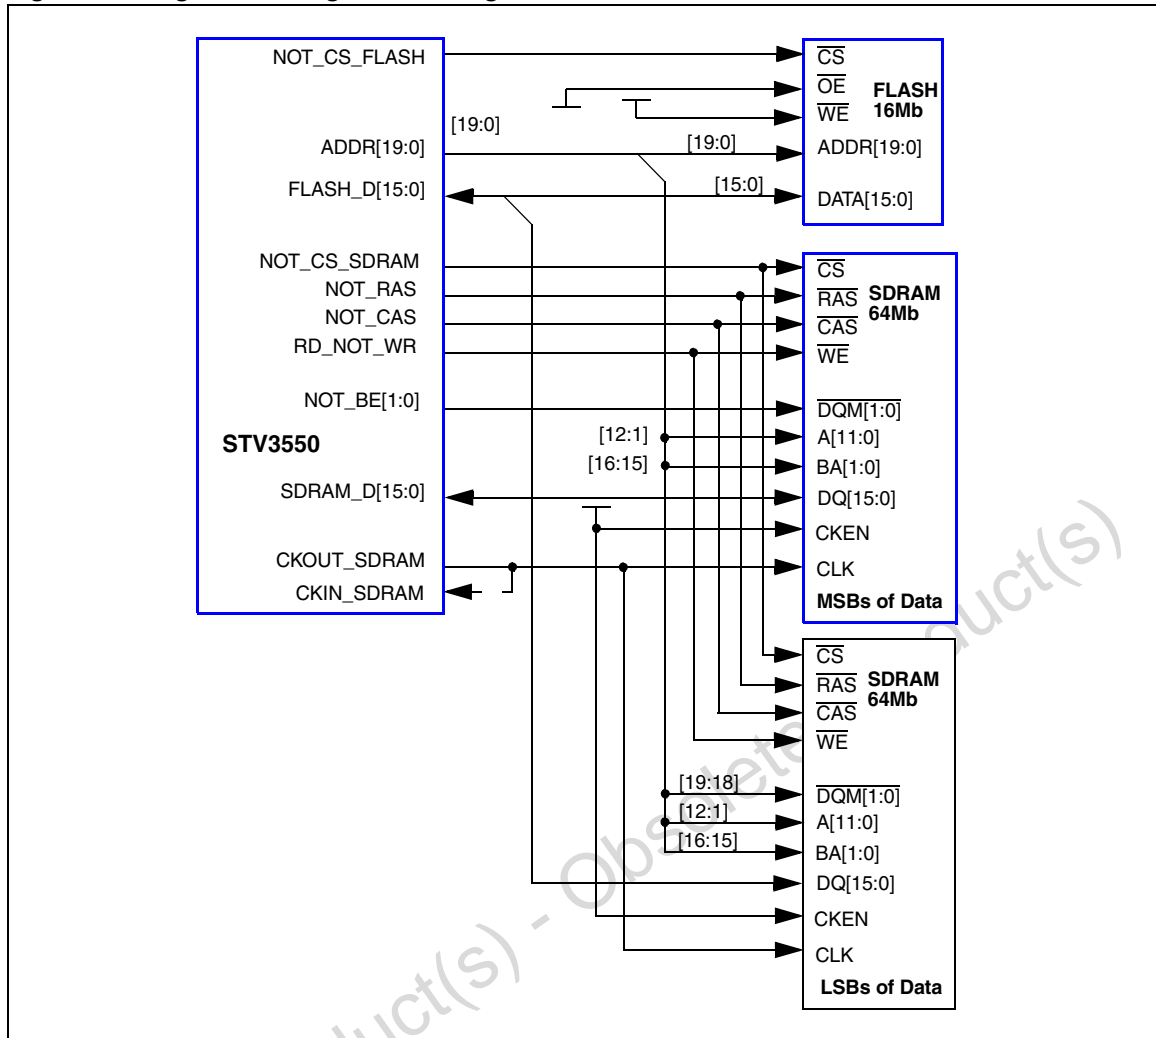 NOT_CS_FLASH
ADDR[19:0]
FLASH_D[15:0]
NOT_CS_SDRAM
NOT_RAS
NOT_CAS
RD_NOT_WR
NOT_BE[1:0]
STV3550
SDRAM_D[15:0]
CKOUT_SDRAM
CKIN_SDRAM
[19:0]
[19:0]
[15:0]
CS
OE
FLASH
16Mb
WE
ADDR[19:0]
DATA[15:0]
CS
RAS
SDRAM
64Mb
CAS
WE
DQM[1:0]
[12:1]
A[11:0]
[16:15]
BA[1:0]
DQ[15:0]
CKEN
CLK
MSBs of Data
CS
RAS
SDRAM
64Mb
CAS
WE
[19:18]
DQM[1:0]
[12:1]
A[11:0]
[16:15]
BA[1:0]
DQ[15:0]
CKEN
CLK
LSBs of Data
duct(s) - Obsolete
duct(s)